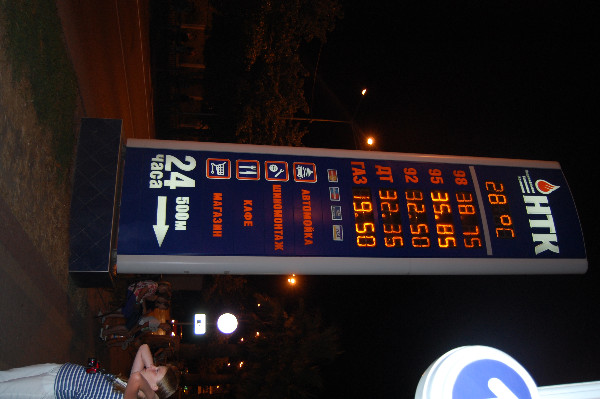 НТК
28 °C
98 38.75
95 35.85
92 32.50
ДТ 32.35
ГАЗ 19.50
АВТОМОЙКА
ШИНОМОНТАЖ
КАФЕ
МАГАЗИН
24 500м
часа